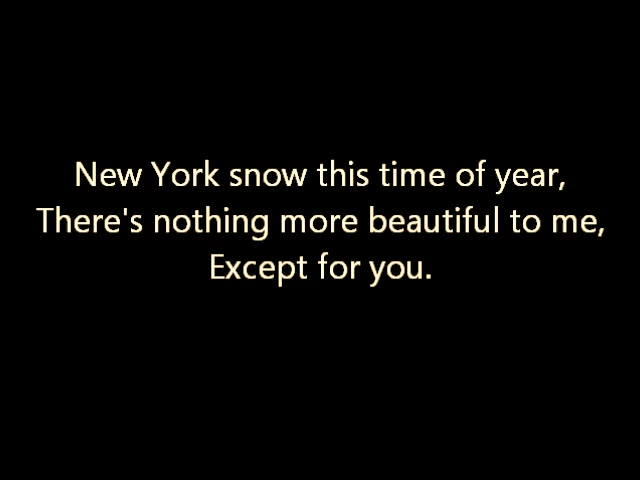 New York snow this time of year,
There's nothing more beautiful to me,
Except for you.